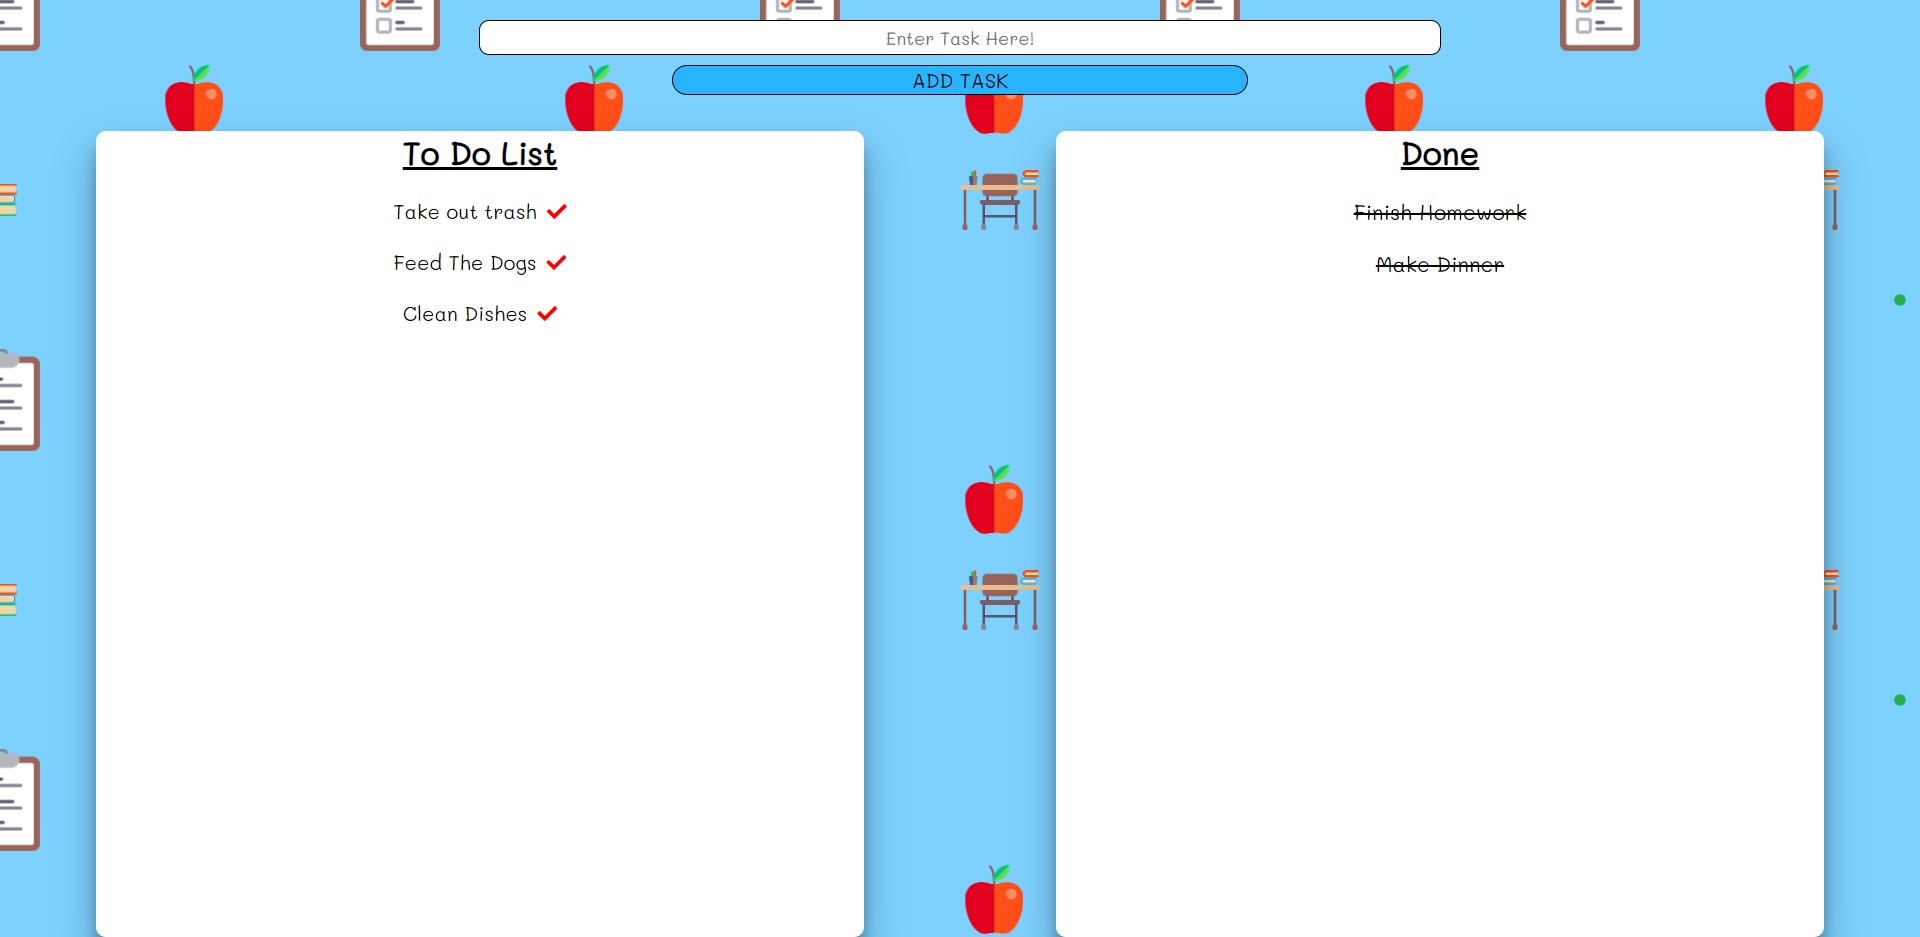 Enter Task Here!
ADD TASK
To Do List
Take out trash
Feed The Dogs
Clean Dishes
Done
Finish Homework
Make Dinner